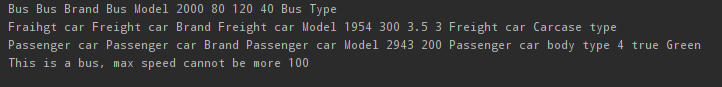 Bus Bus Brand Bus Model 2000 80 120 40 Bus Type
Fraihgt car Freight car Brand Freight car Model 1954 300 3.5 3 Freight car Carcase type
Passenger car Passenger car Brand Passenger car Model 2943 200 Passenger car body type 4 true Green
This is a bus, max speed cannot be more 100